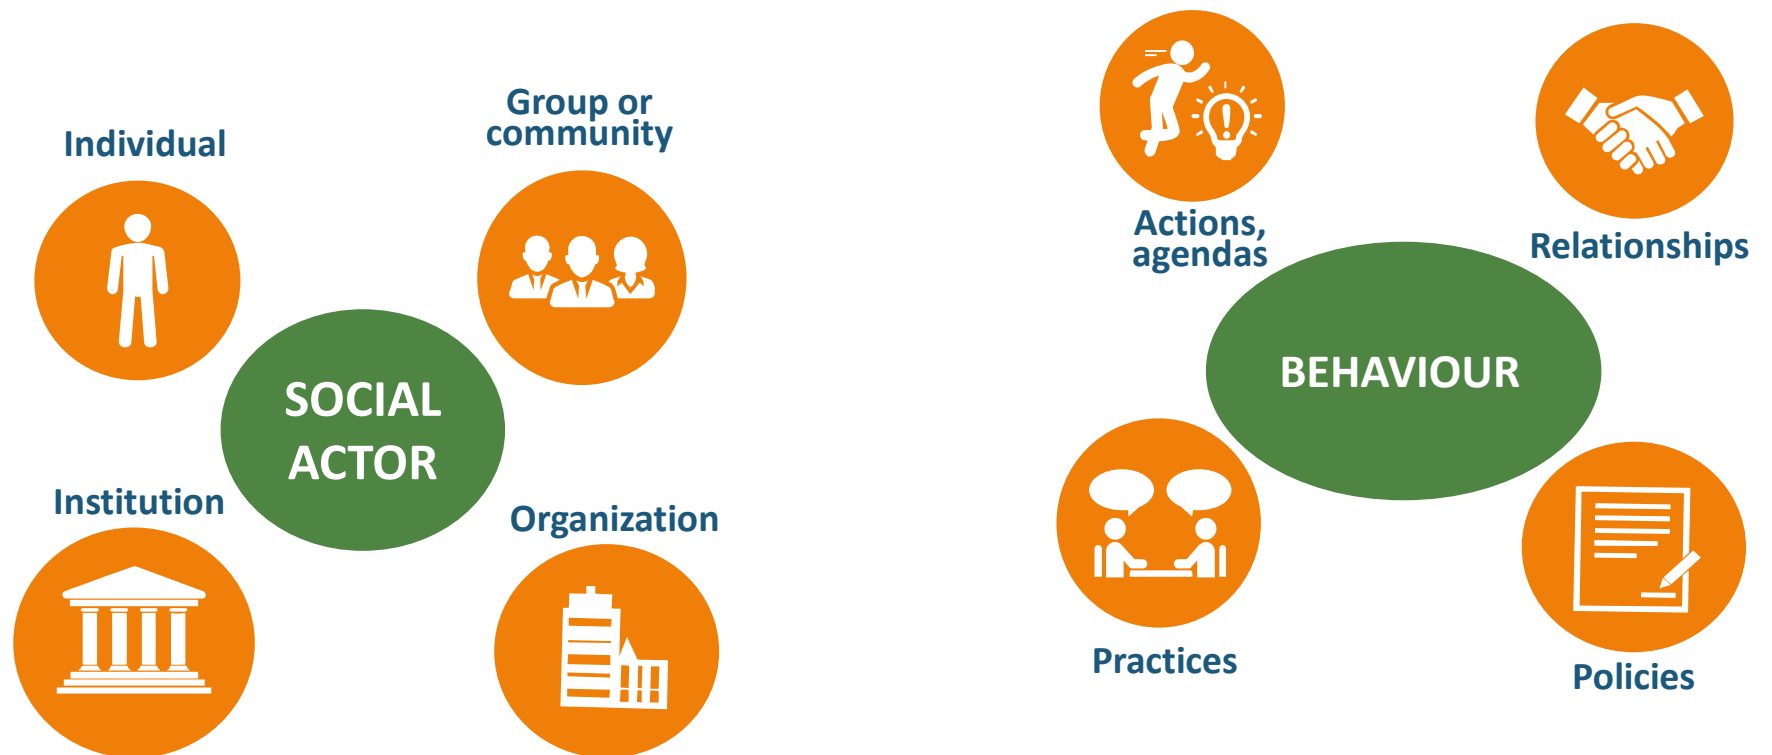 Individual
Group or
community
SOCIAL
ACTOR
Institution
Organization
Actions,
agendas
Relationships
BEHAVIOUR
Practices
Policies